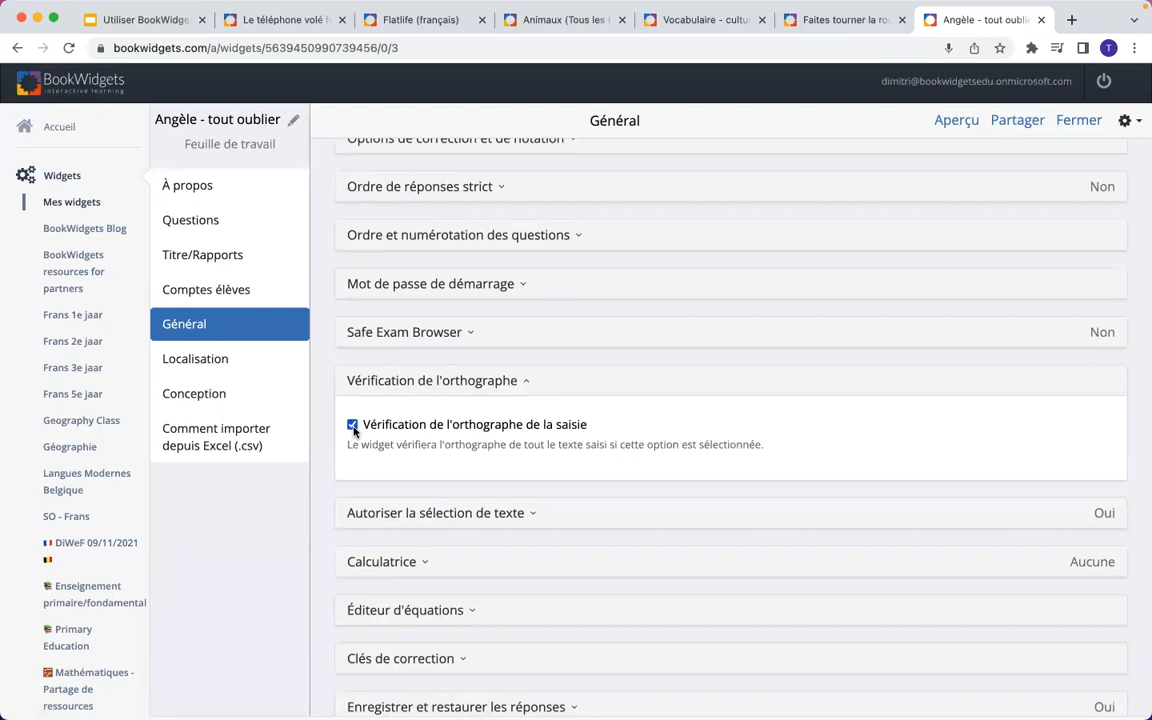 Utiliser BookWidge
Le téléphone volé
Flatlife (français)
Animaux (Tous les
Vocabulaire - cultu
Faites tourner la ro
Angèle - tout oubli
bookwidgets.com/a/widgets/5639450990739456/0/3
T
BookWidgets
interactive learning
dimitri@bookwidgetsedu.onmicrosoft.com
Accueil
Widgets
Mes widgets
BookWidgets Blog
BookWidgets
resources for
partners
Frans 1e jaar
Frans 2e jaar
Frans 3e jaar
Frans 5e jaar
Geography Class
Géographie
Langues Modernes
Belgique
SO - Frans
DiWeF 09/11/2021
Enseignement
primaire/fondamental
Primary
Education
Mathématiques -
Partage de
ressources
Angèle - tout oublier
Feuille de travail
À propos
Questions
Titre/Rapports
Comptes élèves
Général
Localisation
Conception
Comment importer
depuis Excel (.csv)
Général
Aperçu Partager Fermer
Options de correction et de notation
Ordre de réponses strict Non
Ordre et numérotation des questions
Mot de passe de démarrage
Safe Exam Browser Non
Vérification de l'orthographe
Vérification de l'orthographe de la saisie
Le widget vérifiera l'orthographe de tout le texte saisi si cette option est sélectionnée.
Autoriser la sélection de texte Oui
Calculatrice Aucune
Éditeur d'équations
Clés de correction
Enregistrer et restaurer les réponses Oui